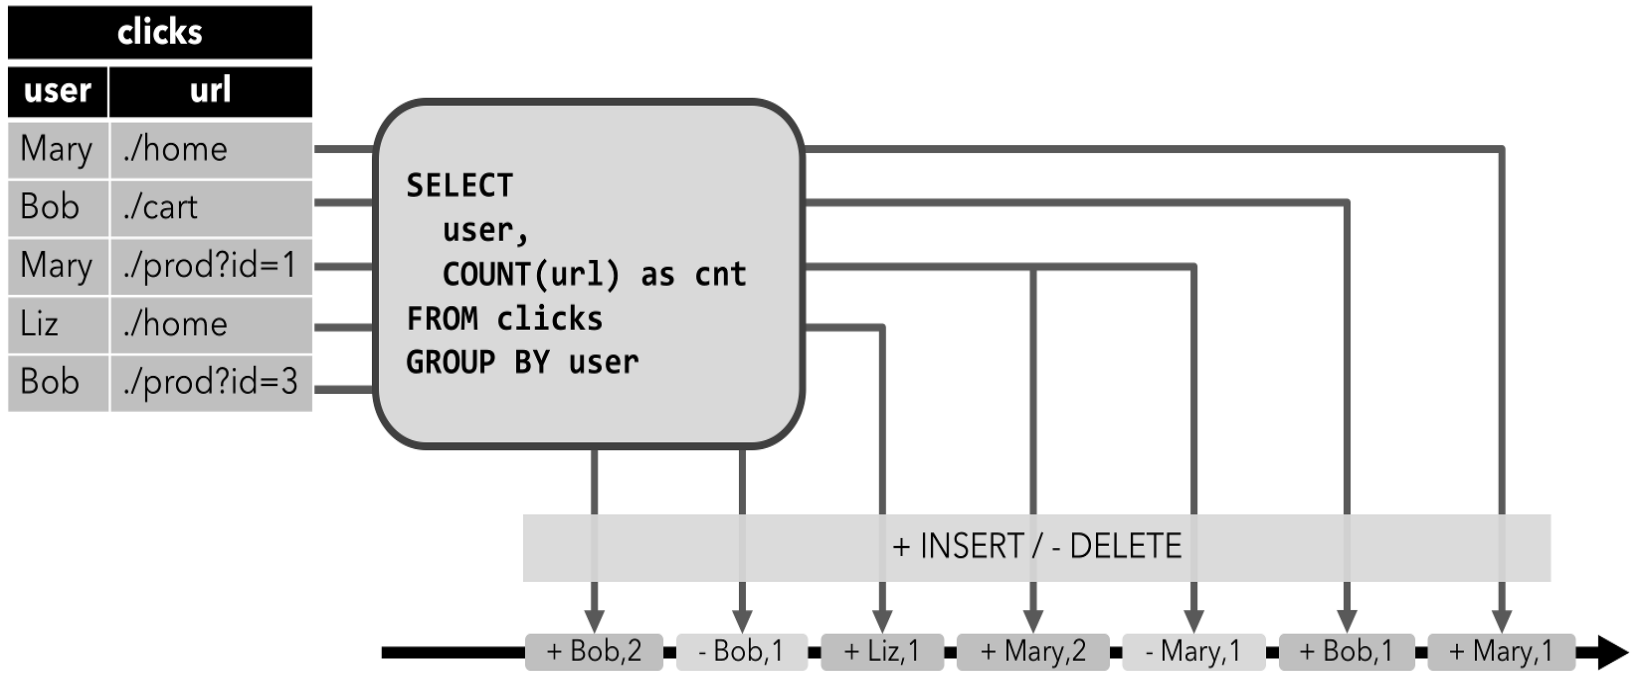 clicks
user url
Mary ./home
Bob ./cart
Mary ./prod?id=1
Liz ./home
Bob ./prod?id=3
SELECT
user,
COUNT(url) as cnt
FROM clicks
GROUP BY user
+ INSERT / - DELETE
+ Bob,2 - Bob,1 + Liz,1 + Mary,2 - Mary,1 + Bob,1 + Mary,1